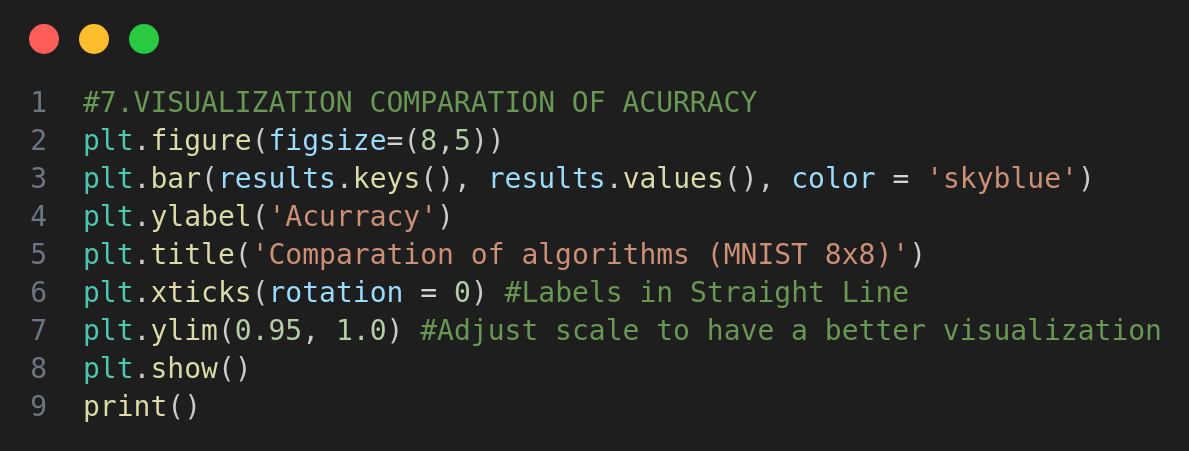 1 #7.VISUALIZATION COMPARATION OF ACURRACY
2 plt.figure(figsize=(8,5))
3 plt.bar(results.keys(), results.values(), color = 'skyblue')
4 plt.ylabel('Acurracy')
5 plt.title('Comparation of algorithms (MNIST 8x8)')
6 plt.xticks(rotation = 0) #Labels in Straight Line
7 plt.ylim(0.95, 1.0) #Adjust scale to have a better visualization
8 plt.show()
9 print()